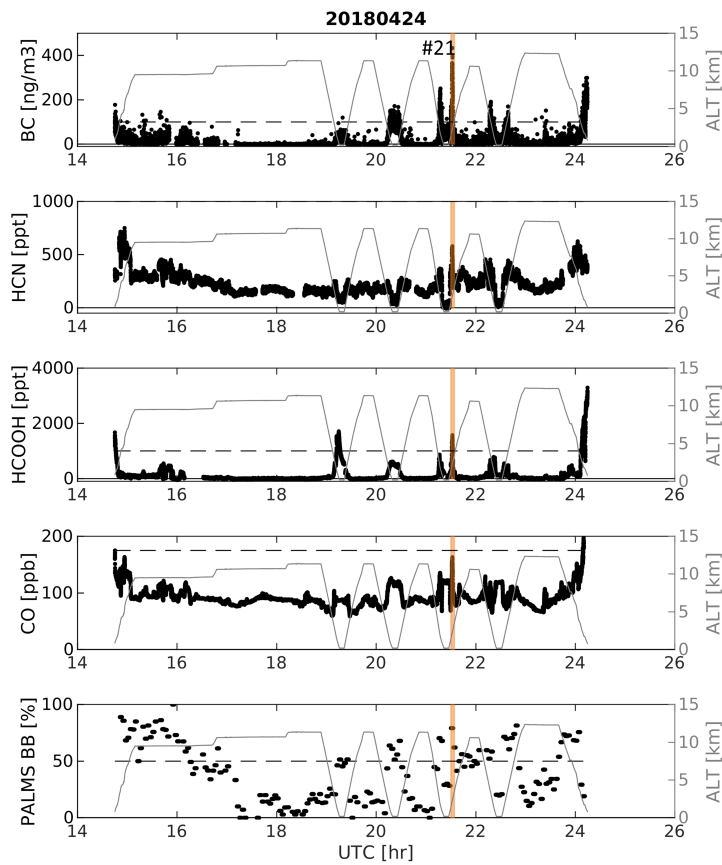 20180424
#21
BC [ng/m3]
400
200
0
15
10
5
0
ALT [km]
14 16 18 20 22 24 26
HCN [ppt]
1000
500
0
15
10
5
0
ALT [km]
14 16 18 20 22 24 26
HCOOH [ppt]
4000
2000
0
15
10
5
0
ALT [km]
14 16 18 20 22 24 26
CO [ppb]
200
100
0
15
10
5
0
ALT [km]
14 16 18 20 22 24 26
PALMS BB [%]
100
50
0
15
10
5
0
ALT [km]
14 16 18 20 22 24 26
UTC [hr]